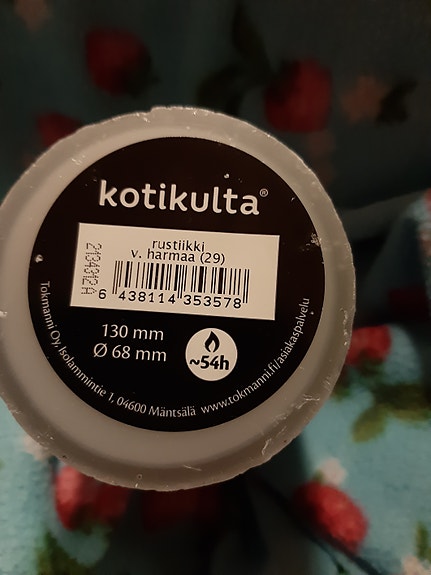 kotikulta®
rustiikki
v. harmaa (29)
2134312A
6 438114 353578
130 mm
Ø 68 mm
~54h
Tokmanni Oy, Isolammintie 1, 04600 Mäntsälä www.tokmanni.fi/asiakaspalvelu